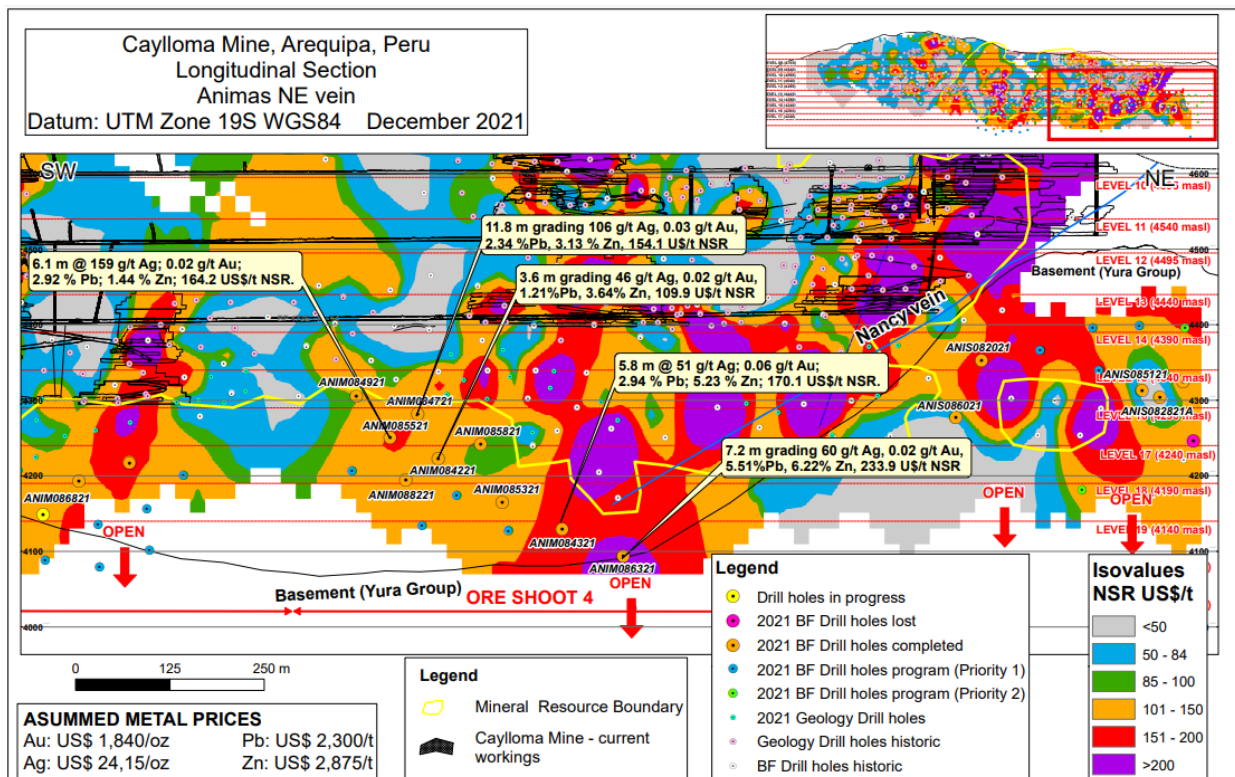 Caylloma Mine, Arequipa, Peru
Longitudinal Section
Animas NE vein
Datum: UTM Zone 19S WGS84 December 2021
SW
NE
4600
4600
LEVEL 11 (4540 masl)
4500
LEVEL 12 (4495 masl)
Basement (Yura Group)
LEVEL 13 (4440 masl)
4400
4400
LEVEL 14 (4390 masl)
11.8 m grading 106 g/t Ag, 0.03 g/t Au,
2.34 %Pb, 3.13 % Zn, 154.1 U$/t NSR
6.1 m @ 159 g/t Ag; 0.02 g/t Au;
2.92 % Pb; 1.44 % Zn; 164.2 US$/t NSR.
3.6 m grading 46 g/t Ag, 0.02 g/t Au,
1.21%Pb, 3.64% Zn, 109.9 U$/t NSR
Nancy vein
5.8 m @ 51 g/t Ag; 0.06 g/t Au;
2.94 % Pb; 5.23 % Zn; 170.1 US$/t NSR.
ANIS082021
ANIS085121
ANIM084921
ANIM084721
4300
4300
ANIS086021
ANIS082821A
ANIM085521
ANIM085821
7.2 m grading 60 g/t Ag, 0.02 g/t Au,
5.51%Pb, 6.22% Zn, 233.9 U$/t NSR
LEVEL 17 (4240 masl)
ANIM084221
4200
4200
ANIM086821
ANIM088221
ANIM085321
LEVEL 18 (4190 masl)
OPEN
OPEN
OPEN
LEVEL 19 (4140 masl)
ANIM084321
4100
4100
ANIM086321
OPEN
Basement (Yura Group)
ORE SHOOT 4
4000
0 125 250 m
Legend
Mineral Resource Boundary
Caylloma Mine - current
workings
Legend
Drill holes in progress
2021 BF Drill holes lost
2021 BF Drill holes completed
2021 BF Drill holes program (Priority 1)
2021 BF Drill holes program (Priority 2)
2021 Geology Drill holes
Geology Drill holes historic
BF Drill holes historic
Isovalues
NSR US$/t
<50
50 - 84
85 - 100
101 - 150
151 - 200
>200
ASUMMED METAL PRICES
Au: US$ 1,840/oz Pb: US$ 2,300/t
Ag: US$ 24,15/oz Zn: US$ 2,875/t